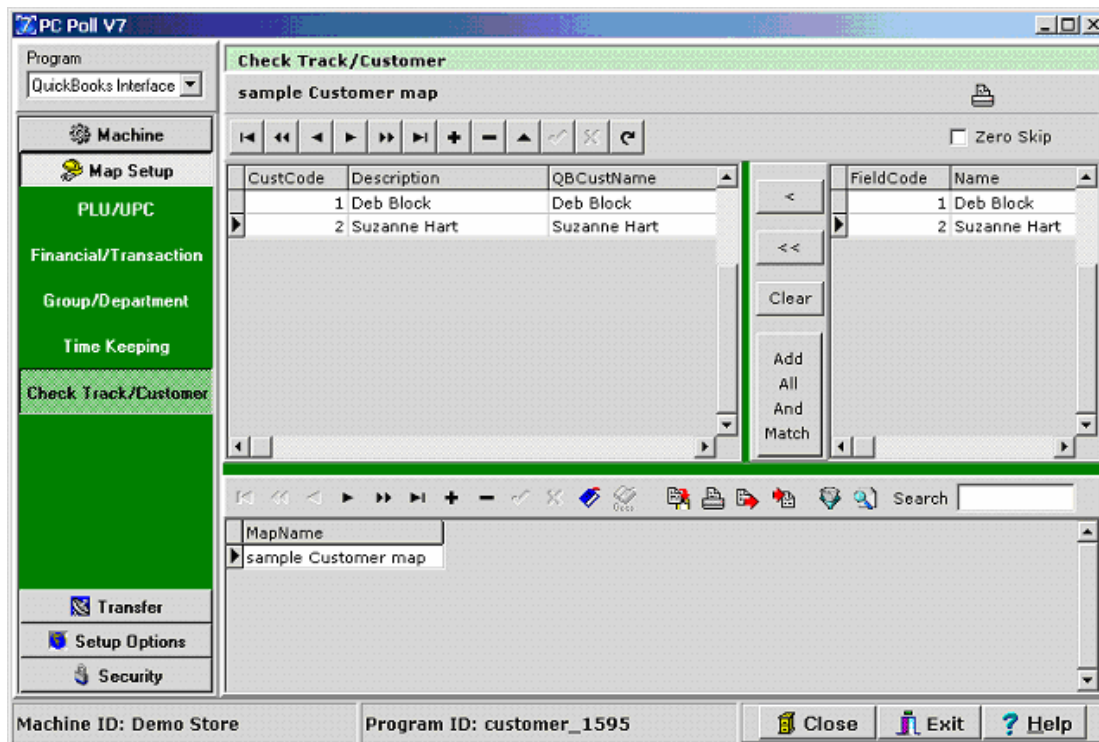 PC Poll V7
Program
QuickBooks Interface
Machine
Map Setup
PLU/UPC
Financial/Transaction
Group/Department
Time Keeping
Check Track/Customer
Transfer
Setup Options
Security
Check Track/Customer
sample Customer map
Zero Skip
CustCode Description QBCustName
1 Deb Block Deb Block
2 Suzanne Hart Suzanne Hart
<
<<
Clear
Add
All
And
Match
FieldCode Name
1 Deb Block
2 Suzanne Hart
Search
MapName
sample Customer map
Machine ID: Demo Store
Program ID: customer_1595
Close
Exit
? Help